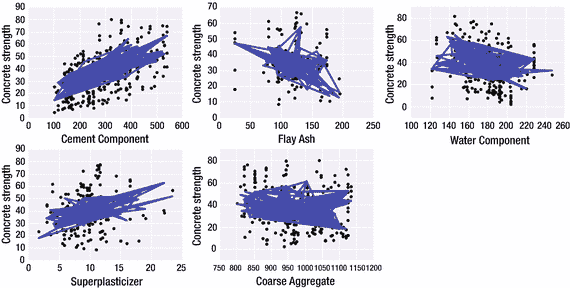 90
80
70
60
50
40
30
20
10
0
Concrete strength
0 100 200 300 400 500 600
Cement Component
70
60
50
40
30
20
10
0
Concrete strength
0 50 100 150 200 250
Flay Ash
80
60
40
20
0
Concrete strength
100 120 140 160 180 200 220 240 260
Water Component
90
80
70
60
50
40
30
20
10
0
Concrete strength
0 5 10 15 20 25
Superplasticizer
80
60
40
20
0
Concrete strength
750 800 850 900 950 1000 1050 1100 1150 1200
Coarse Aggregate